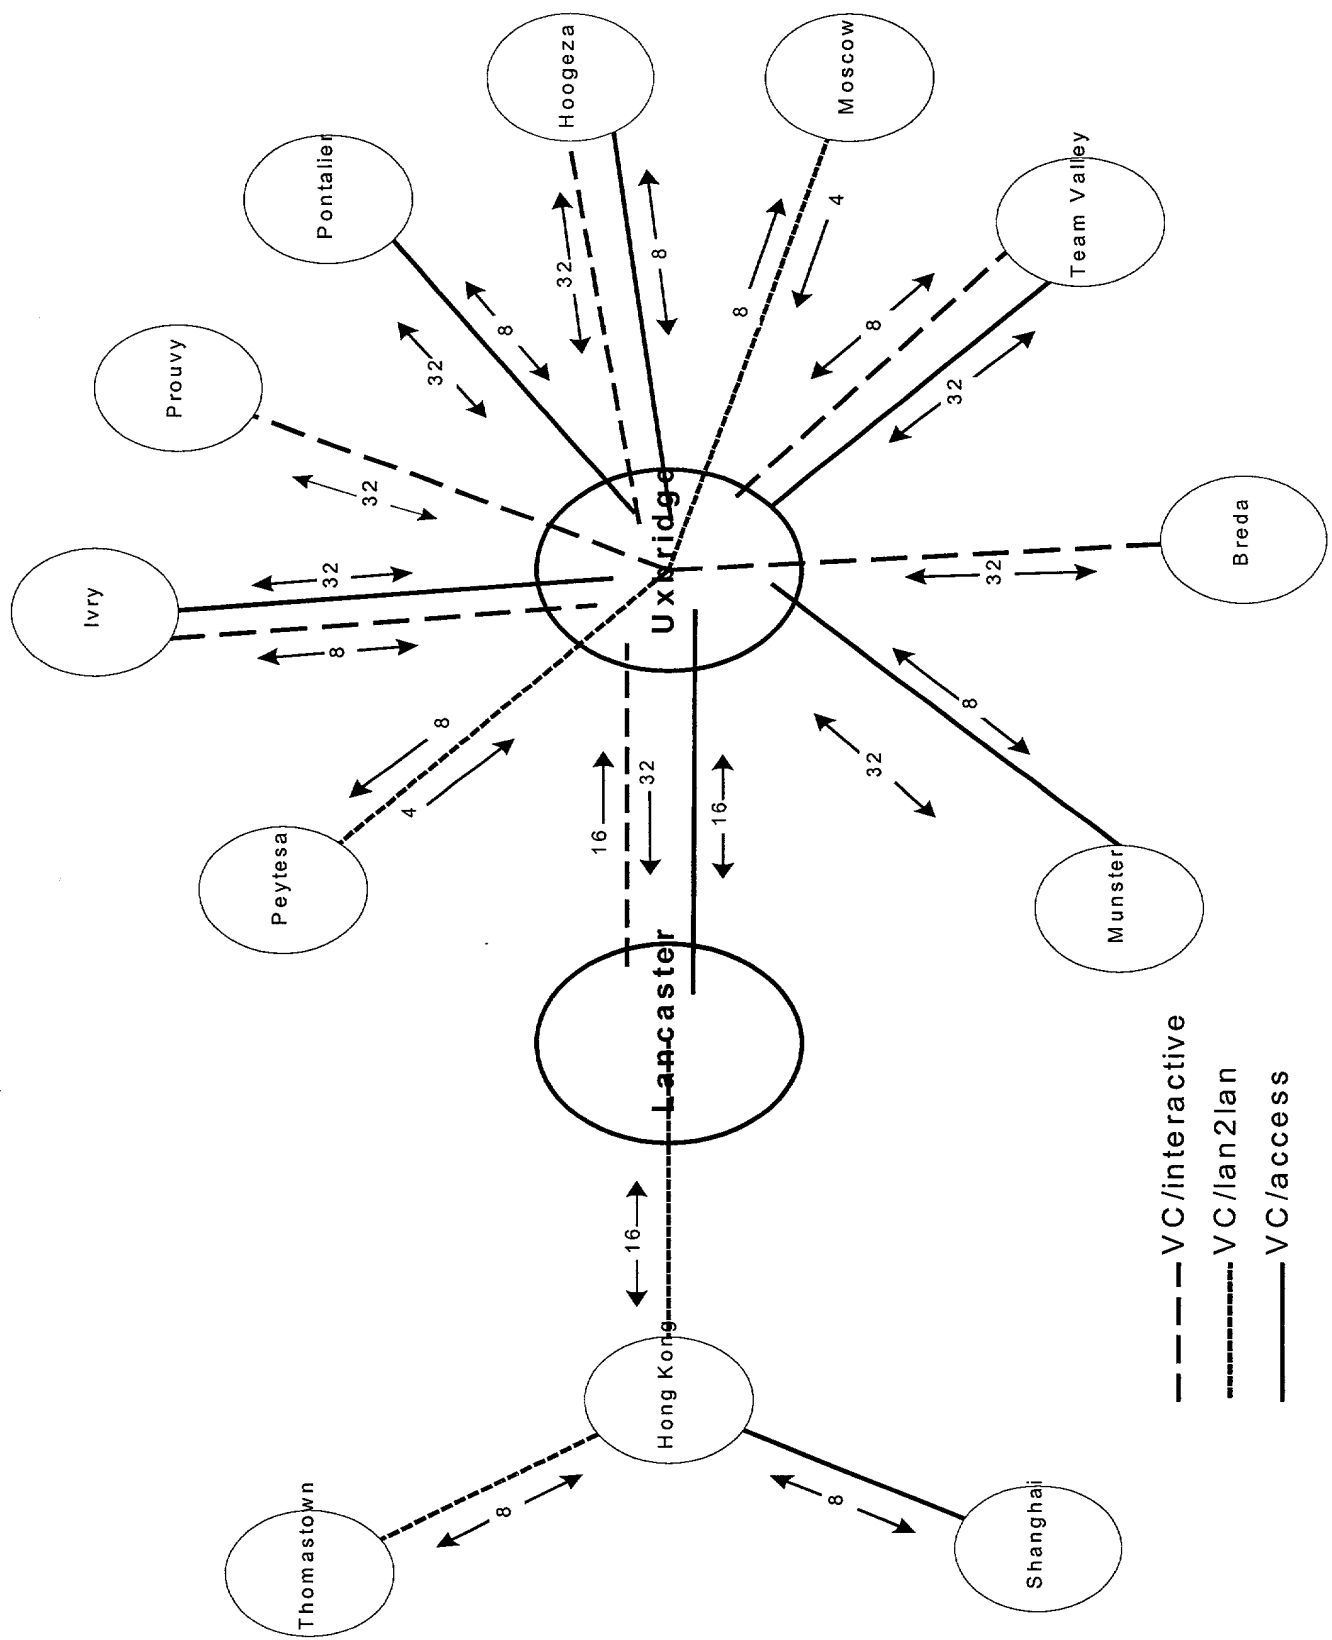 Thomastown
8
Hong Kong
8
Shanghai
16
Lancaster
16
32
16
Peytesa
8
4
Ivry
8
32
Prouvy
32
Pontalier
32
8
Hoogeza
32
8
Moscow
8
4
Team Valley
8
32
Breda
32
Munster
8
32
Uxbridge
VC/interactive
VC/lan2lan
VC/access